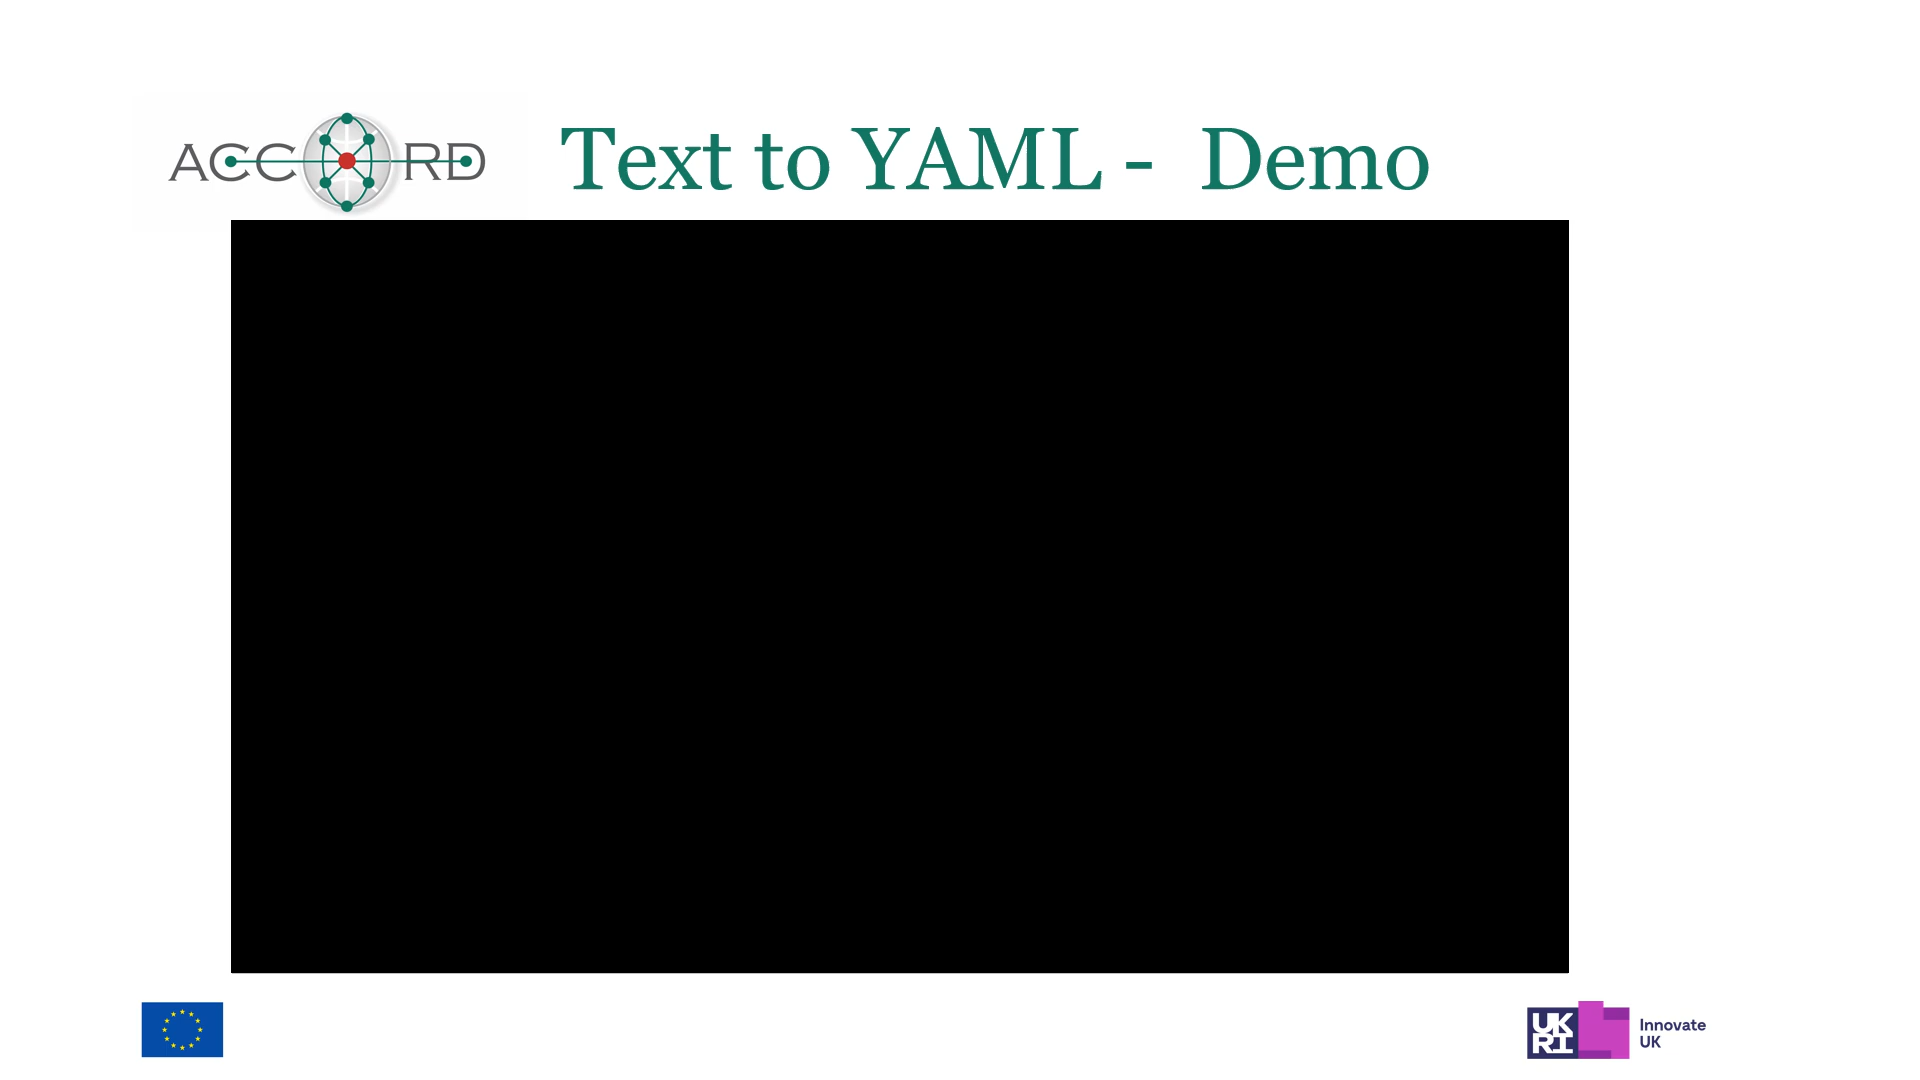 ACCORD
Text to YAML - Demo
UK
RI
Innovate
UK